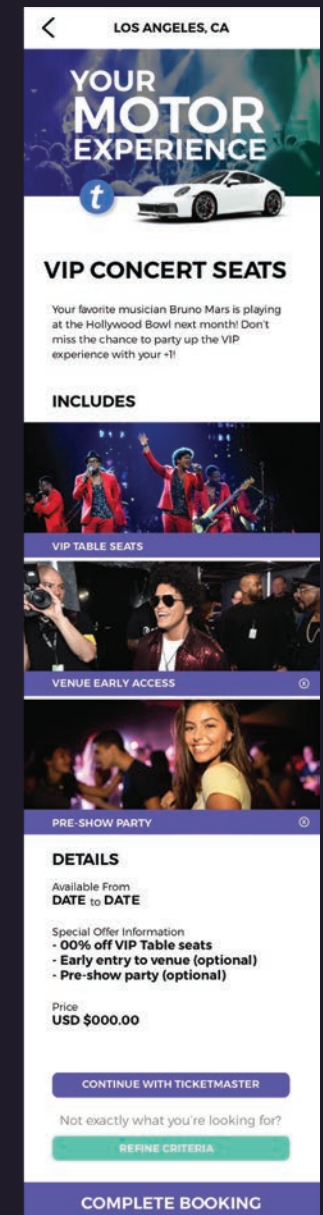 LOS ANGELES, CA
YOUR
MOTOR
EXPERIENCE
t
VIP CONCERT SEATS
Your favorite musician Bruno Mars is playing
at the Hollywood Bowl next month! Don't
miss the chance to party up the VIP
experience with your +1!
INCLUDES
VIP TABLE SEATS
VENUE EARLY ACCESS
PRE-SHOW PARTY
DETAILS
Available From
DATE to DATE
Special Offer Information
- 00% off VIP Table seats
- Early entry to venue (optional)
- Pre-show party (optional)
Price
USD $000.00
CONTINUE WITH TICKETMASTER
Not exactly what you're looking for?
REFINE CRITERIA
COMPLETE BOOKING